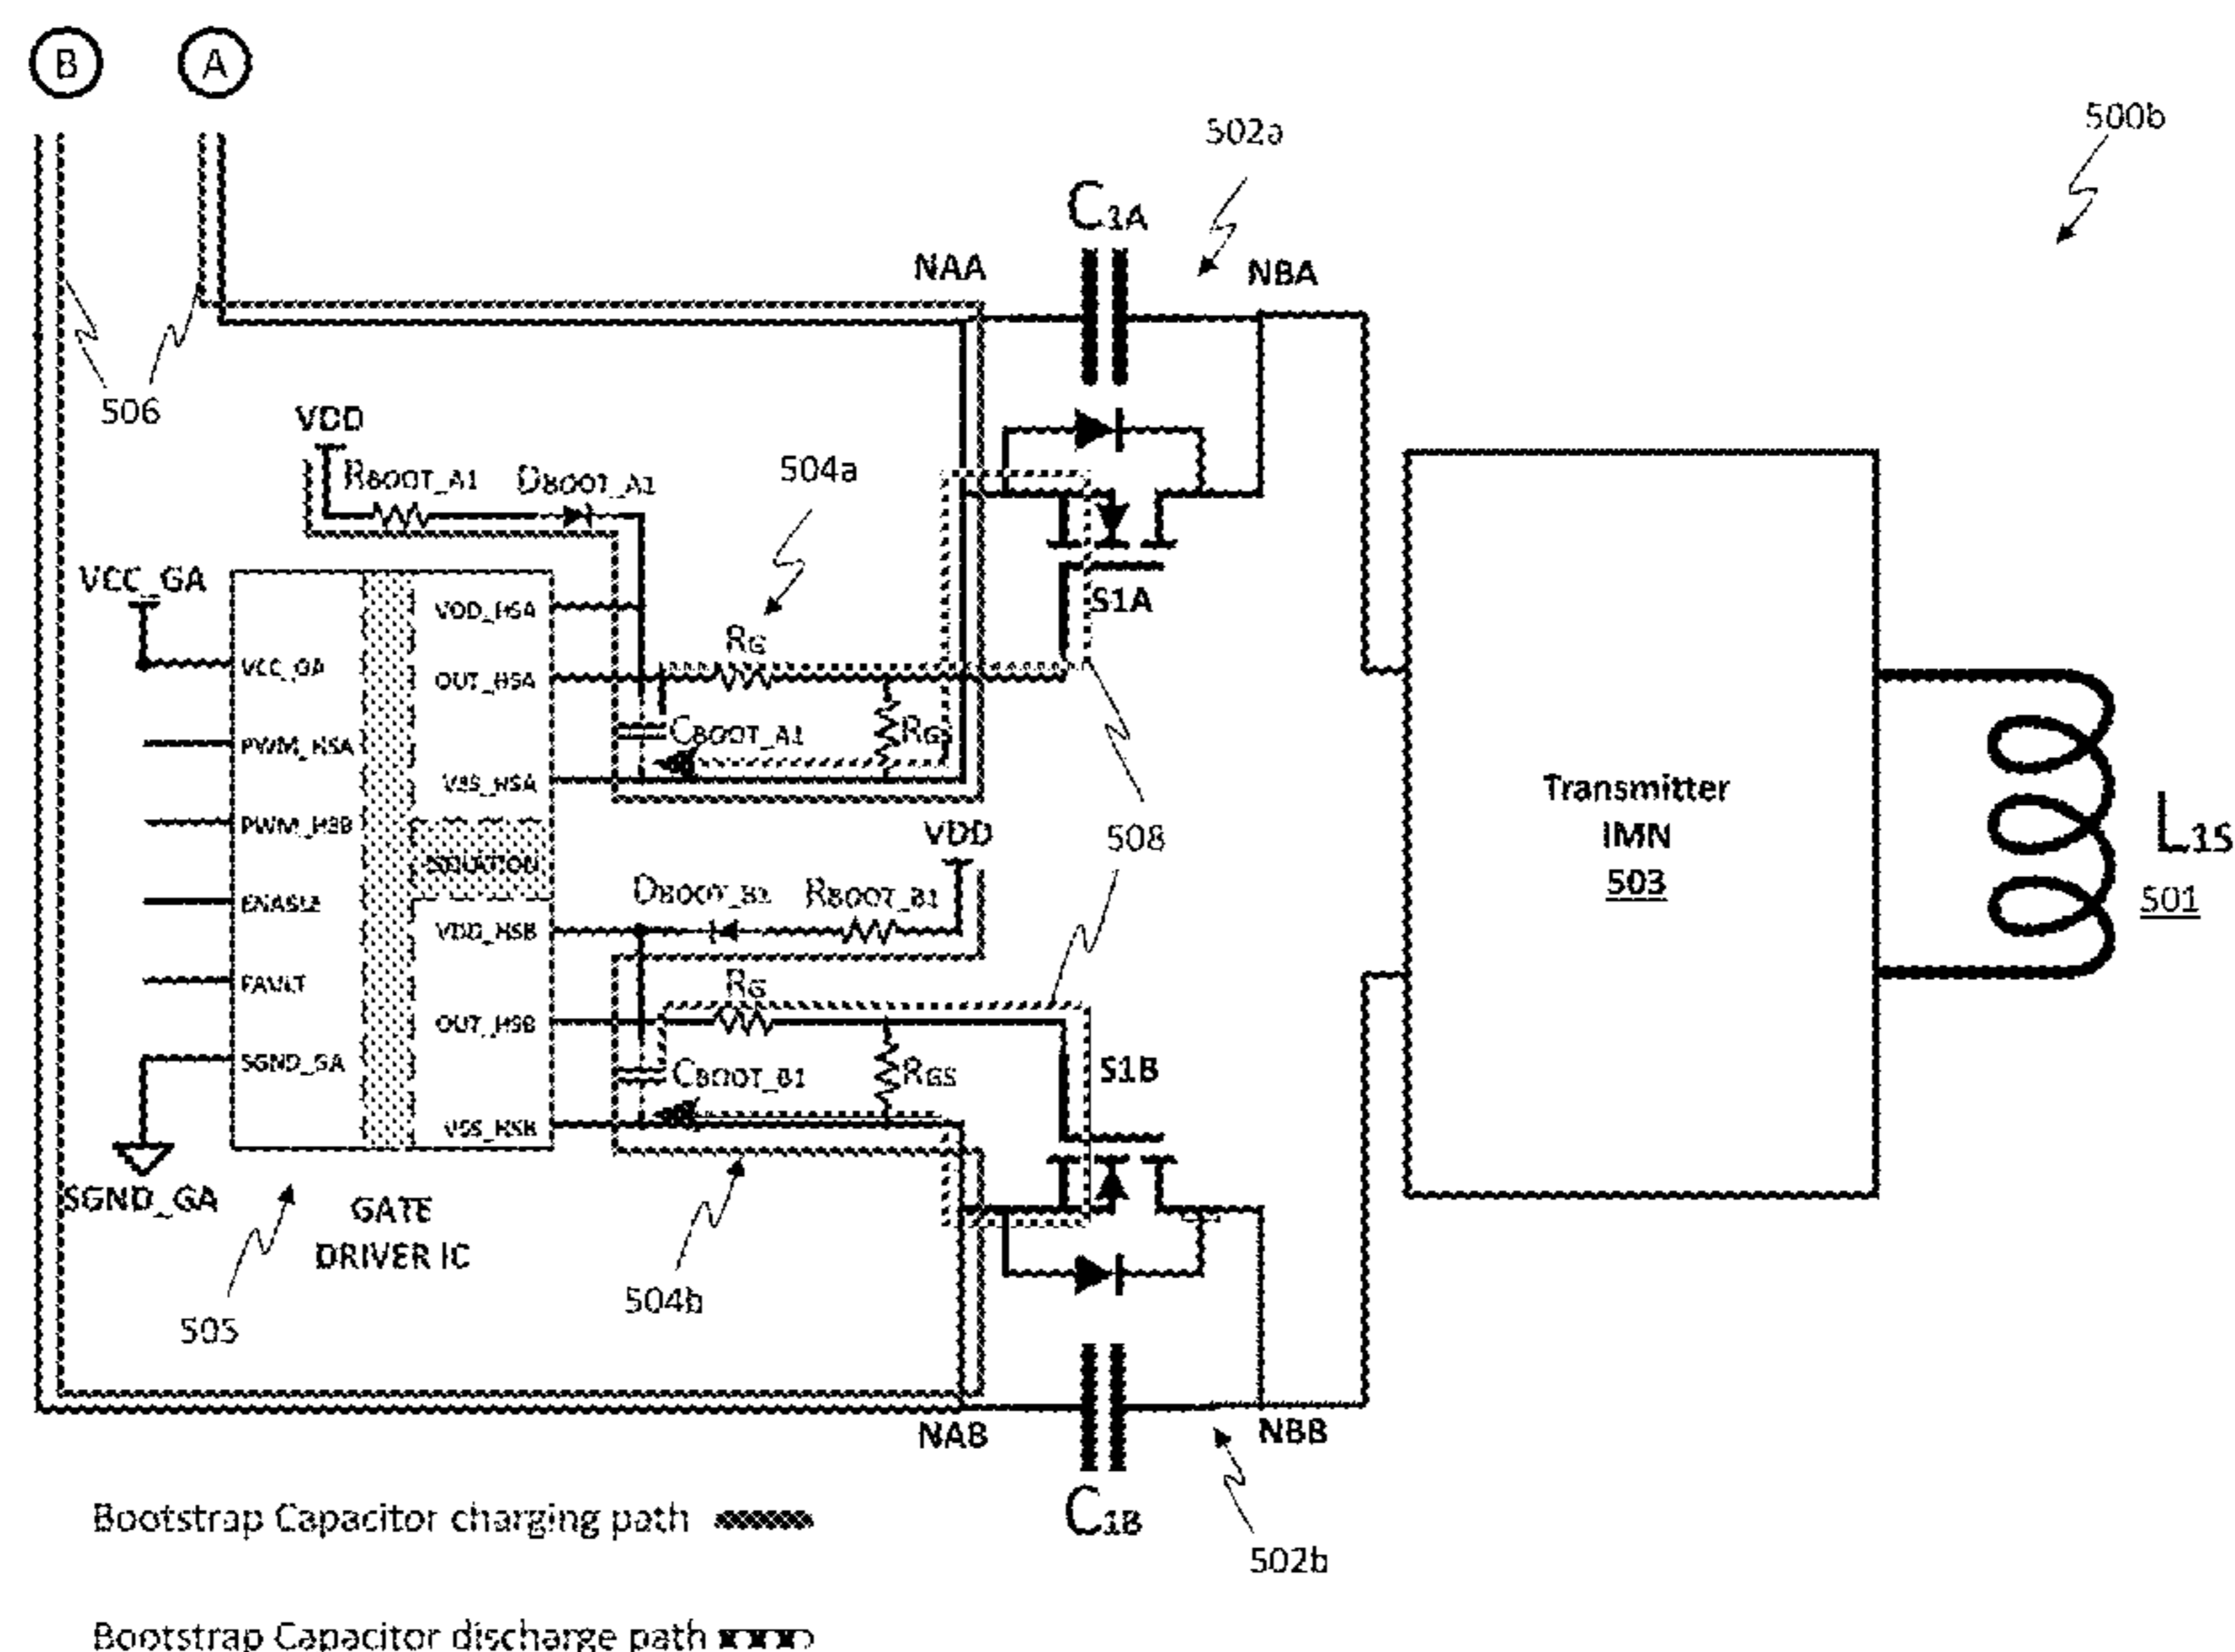 B
A
500b
502a
C1A
NAA
NBA
506
VDD
RBOOT_A1
DBOOT_A1
504a
VCC_GA
VDD_HSA
RG
S1A
VCC_GA
OUT_HSA
PWM_HSA
CBOOT_A1
RGS
VSS_HSA
Transmitter
IMN
503
PWM_HSB
VDD
508
L1S
501
ISOLATION
DBOOT_B1
RBOOT_B1
ENABLE
VDD_HSB
FAULT
RG
OUT_HSB
SGND_GA
CBOOT_B1
RGS
S1B
VSS_HSB
SGND_GA
GATE
DRIVER IC
505
504b
NAB
NBB
C1B
502b
Bootstrap Capacitor charging path
Bootstrap Capacitor discharge path